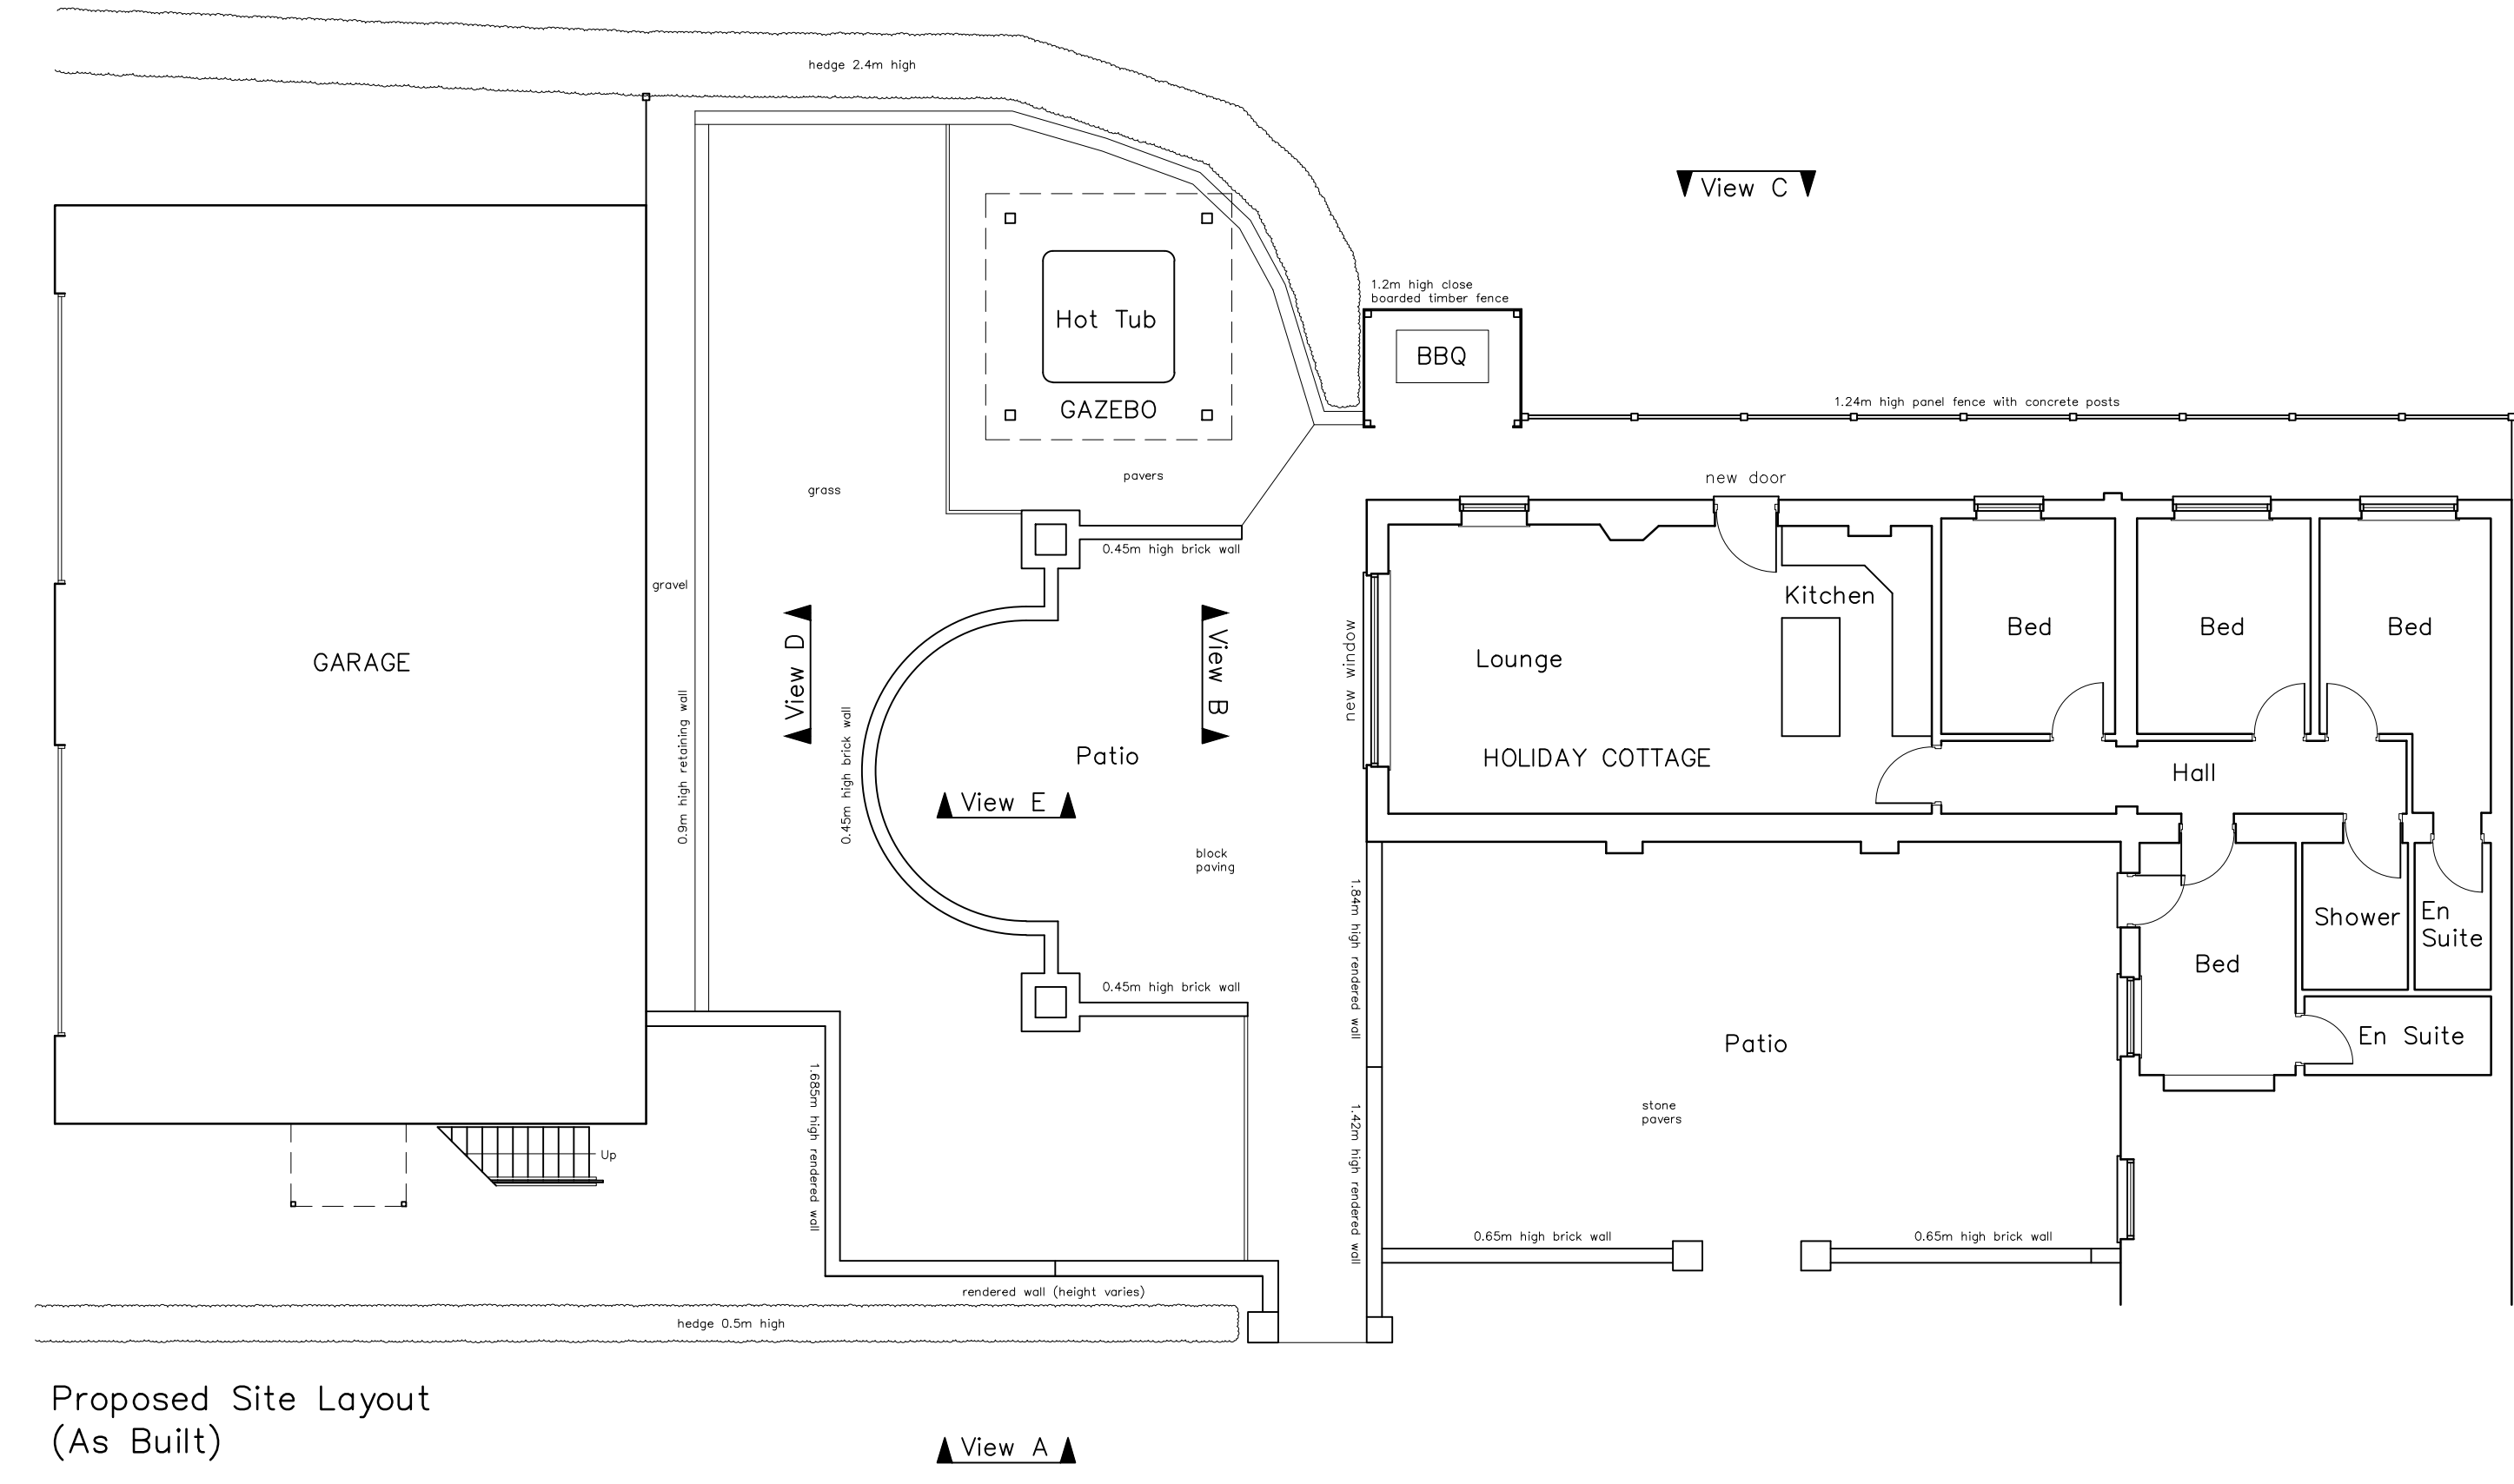 hedge 2.4m high
View C
1.2m high close
boarded timber fence
Hot Tub
BBQ
GAZEBO
1.24m high panel fence with concrete posts
pavers
new door
grass
0.45m high brick wall
gravel
Kitchen
Bed
Bed
Bed
GARAGE
View D
View B
new window
Lounge
0.9m high retaining wall
0.45m high brick wall
Patio
HOLIDAY COTTAGE
Hall
View E
block
paving
1.84m high rendered wall
Shower
En
Suite
Bed
0.45m high brick wall
Patio
En Suite
1.685m high rendered wall
stone
pavers
Up
1.42m high rendered wall
0.65m high brick wall
0.65m high brick wall
rendered wall (height varies)
hedge 0.5m high
Proposed Site Layout
(As Built)
View A